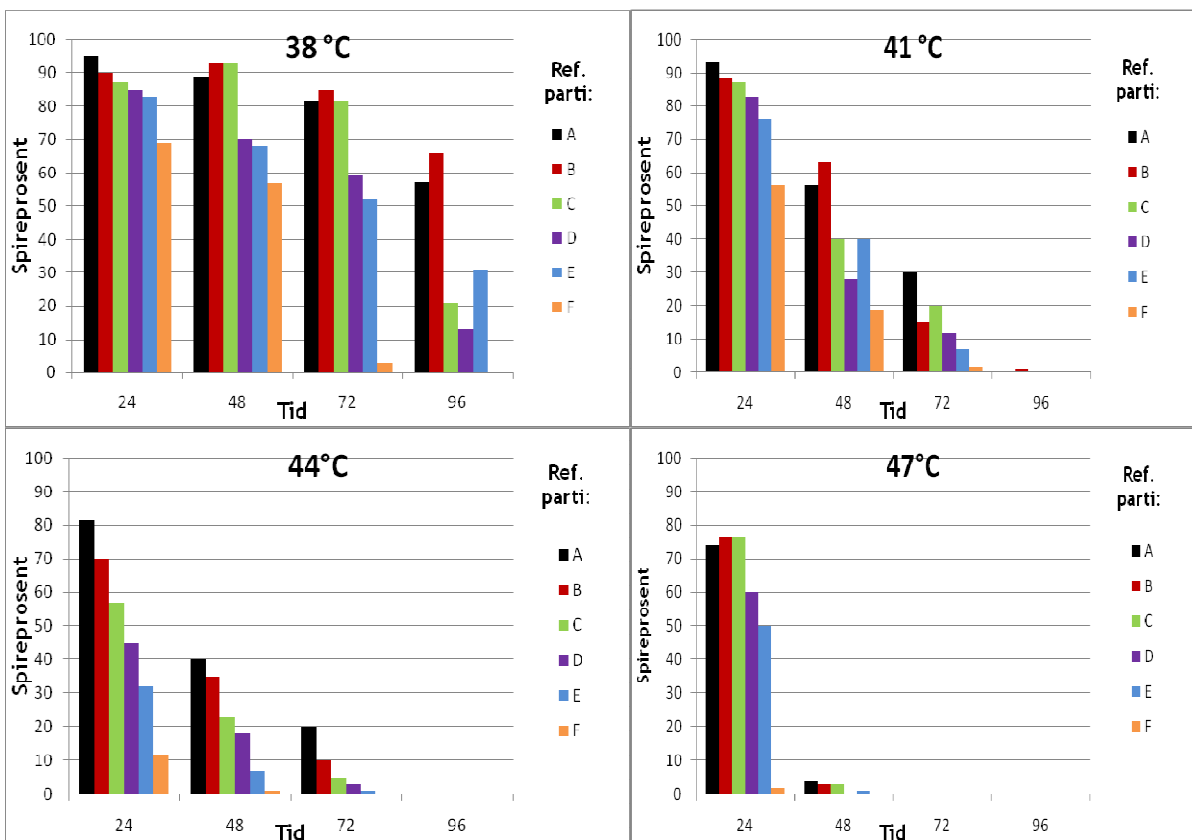 38 °C
Spireprosent
100
90
80
70
60
50
40
30
20
10
0
24 48 72 96
Tid
Ref.
parti:
A
B
C
D
E
F
41 °C
Spireprosent
100
90
80
70
60
50
40
30
20
10
0
24 48 72 96
Tid
Ref.
parti:
A
B
C
D
E
F
44°C
Spireprosent
100
90
80
70
60
50
40
30
20
10
0
24 48 72 96
Tid
Ref.
parti:
A
B
C
D
E
F
47°C
Spireprosent
100
90
80
70
60
50
40
30
20
10
0
24 48 72 96
Tid
Ref.
parti:
A
B
C
D
E
F